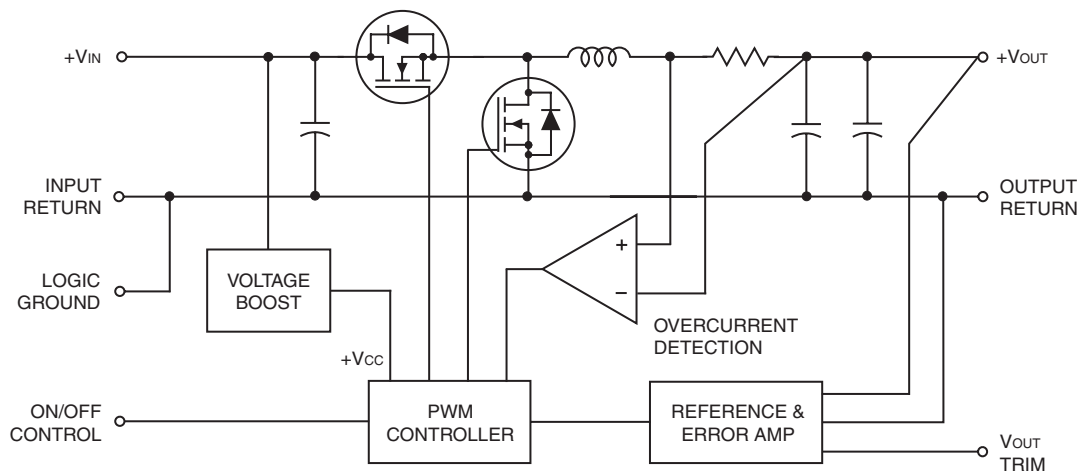 +VIN
+VOUT
INPUT
RETURN
OUTPUT
RETURN
LOGIC
GROUND
VOLTAGE
BOOST
+
−
OVERCURRENT
DETECTION
+VCC
ON/OFF
CONTROL
PWM
CONTROLLER
REFERENCE &
ERROR AMP
VOUT
TRIM